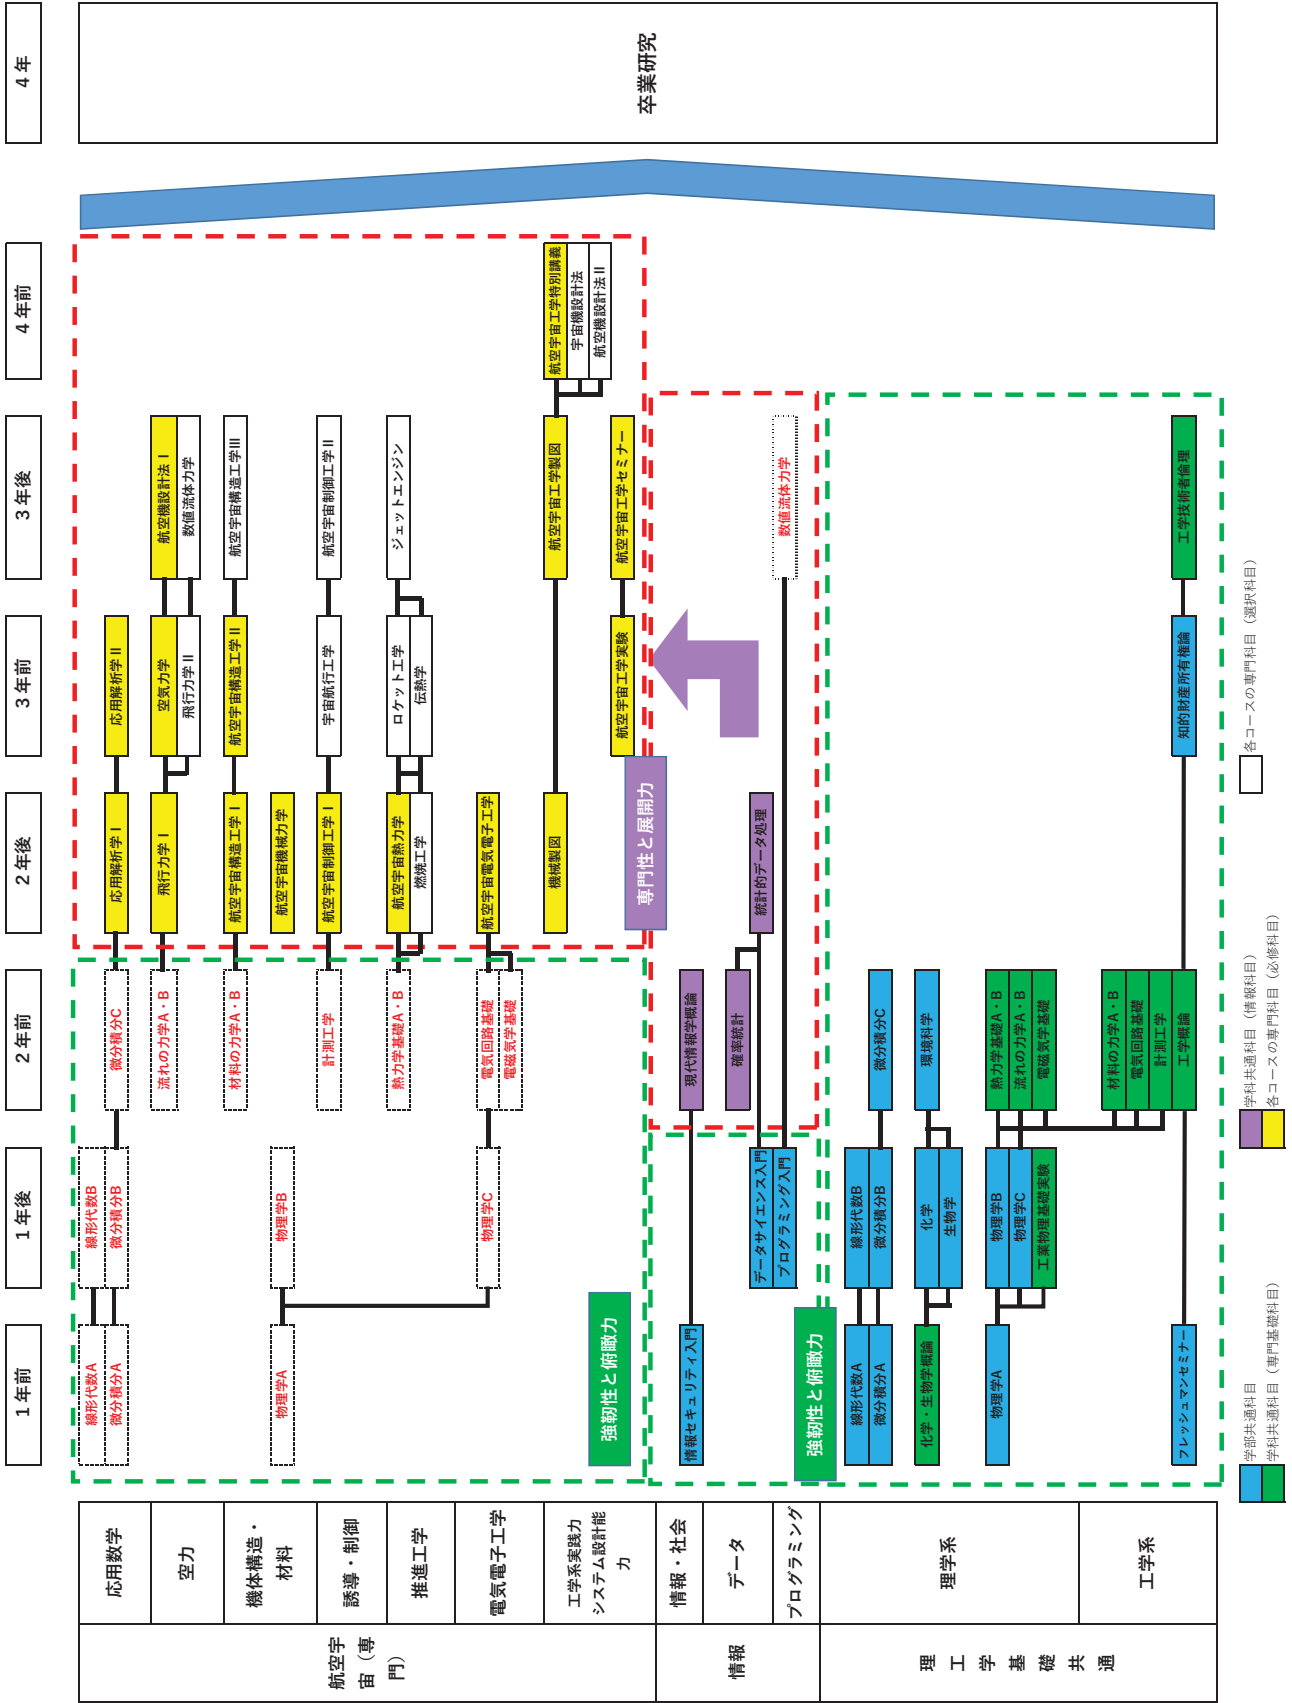 1年前
1年後
2年前
2年後
3年前
3年後
4年前
4年
航空宇
宙（専
門）
応用数学
線形代数A
線形代数B
微分積分A
微分積分B
微分積分C
応用解析学Ⅰ
応用解析学Ⅱ
空力
流れの力学A・B
飛行力学Ⅰ
空気力学
航空機設計法Ⅰ
飛行力学Ⅱ
数値流体力学
機体構造・
材料
材料の力学A・B
航空宇宙構造工学Ⅰ
航空宇宙構造工学Ⅱ
航空宇宙構造工学Ⅲ
物理学A
物理学B
航空宇宙機械力学
誘導・制御
計測工学
航空宇宙制御工学Ⅰ
宇宙航行工学
航空宇宙制御工学Ⅱ
推進工学
熱力学基礎A・B
航空宇宙熱力学
ロケット工学
ジェットエンジン
燃焼工学
伝熱学
電気電子工学
物理学C
電気回路基礎
航空宇宙電気電子工学
電磁気学基礎
工学系実践力
システム設計能
力
機械製図
航空宇宙工学製図
航空宇宙工学特別講義
宇宙機設計法
航空機設計法Ⅱ
航空宇宙工学実験
航空宇宙工学セミナー
強靭性と俯瞰力
専門性と展開力
卒業研究
情報
情報・社会
情報セキュリティ入門
現代情報学概論
データ
確率統計
データサイエンス入門
統計的データ処理
プログラミング
プログラミング入門
数値流体力学
強靭性と俯瞰力
理工学基礎共通
理学系
線形代数A
線形代数B
微分積分A
微分積分B
微分積分C
化学・生物学概論
化学
環境科学
生物学
物理学A
物理学B
熱力学基礎A・B
物理学C
流れの力学A・B
工業物理基礎実験
電磁気学基礎
工学系
材料の力学A・B
電気回路基礎
計測工学
フレッシュマンセミナー
工学概論
知的財産所有権論
工学技術者倫理
学部共通科目
学科共通科目（専門基礎科目）
学科共通科目（情報科目）
各コースの専門科目（必修科目）
各コースの専門科目（選択科目）